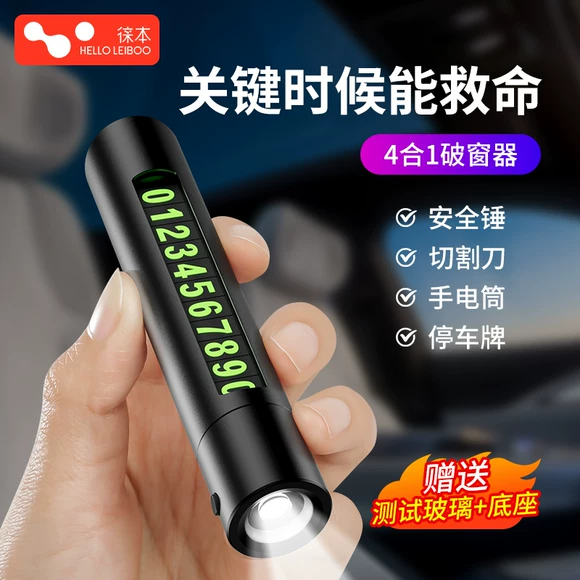 徕本
HELLO LEIBOO
关键时候能救命
4合1破窗器
安全锤
切割刀
手电筒
停车牌
01234567890
赠送
测试玻璃+底座